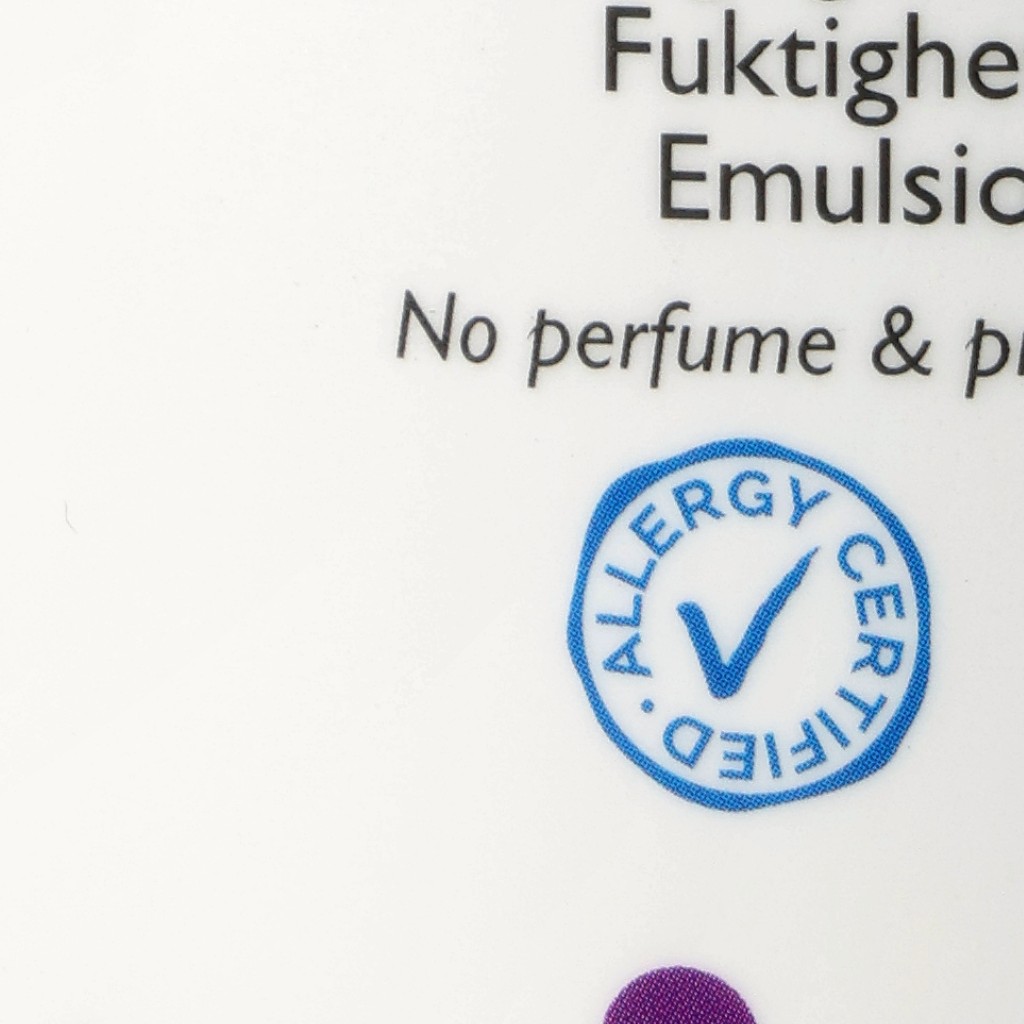 Fuktighe
Emulsio
No perfume & p
ALLERGY CERTIFIED